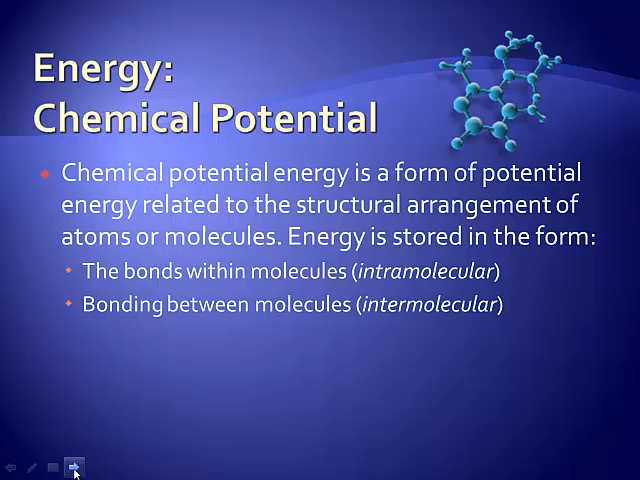 Energy:
Chemical Potential
Chemical potential energy is a form of potential
energy related to the structural arrangement of
atoms or molecules. Energy is stored in the form:
The bonds within molecules (intramolecular)
Bonding between molecules (intermolecular)